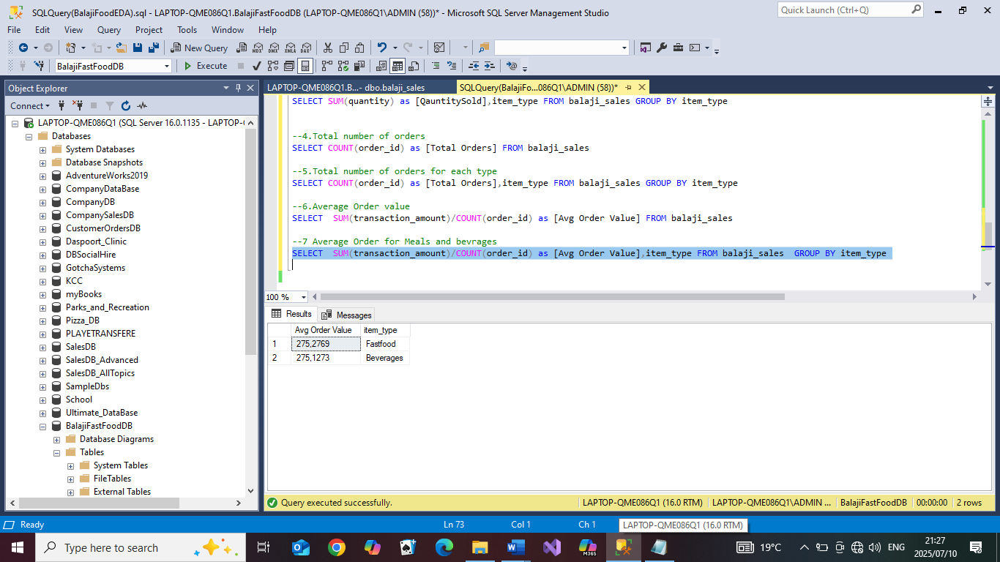 SQLQuery(BalajiFoodEDA).sql - LAPTOP-QME086Q1.BalajiFastFoodDB (LAPTOP-QME086Q1\ADMIN (58))* - Microsoft SQL Server Management Studio
Quick Launch (Ctrl+Q)
File Edit View Query Project Tools Window Help
New Query MDX DMX XMLA DAX
BalajiFastFoodDB Execute
Object Explorer
Connect
LAPTOP-QME086Q1 (SQL Server 16.0.1135 - LAPTOP-
Databases
System Databases
Database Snapshots
AdventureWorks2019
CompanyDataBase
CompanyDB
CompanySalesDB
CustomerOrdersDB
Daspoort_Clinic
DBSocialHire
GotchaSystems
KCC
myBooks
Parks_and_Recreation
Pizza_DB
PLAYETRANSFERE
SalesDB
SalesDB_Advanced
SalesDB_AllTopics
SampleDbs
School
Ultimate_DataBase
BalajiFastFoodDB
Database Diagrams
Tables
System Tables
FileTables
External Tables
LAPTOP-QME086Q1.B...- dbo.balaji_sales
SQLQuery(BalajiFo...086Q1\ADMIN (58))*
SELECT SUM(quantity) as [QauntitySold],item_type FROM balaji_sales GROUP BY item_type
--4.Total number of orders
SELECT COUNT(order_id) as [Total Orders] FROM balaji_sales
--5.Total number of orders for each type
SELECT COUNT(order_id) as [Total Orders],item_type FROM balaji_sales GROUP BY item_type
--6.Average Order value
SELECT  SUM(transaction_amount)/COUNT(order_id) as [Avg Order Value] FROM balaji_sales
--7 Average Order for Meals and bevrages
SELECT  SUM(transaction_amount)/COUNT(order_id) as [Avg Order Value],item_type FROM balaji_sales  GROUP BY item_type
100 %
Results Messages
Avg Order Value item_type
1 275,2769 Fastfood
2 275,1273 Beverages
Query executed successfully. LAPTOP-QME086Q1 (16.0 RTM) LAPTOP-QME086Q1\ADMIN ... BalajiFastFoodDB 00:00:00 2 rows
Ready Ln 73 Col 1 Ch 1
LAPTOP-QME086Q1 (16.0 RTM)
Type here to search
M365
19°C
ENG
21:27
2025/07/10